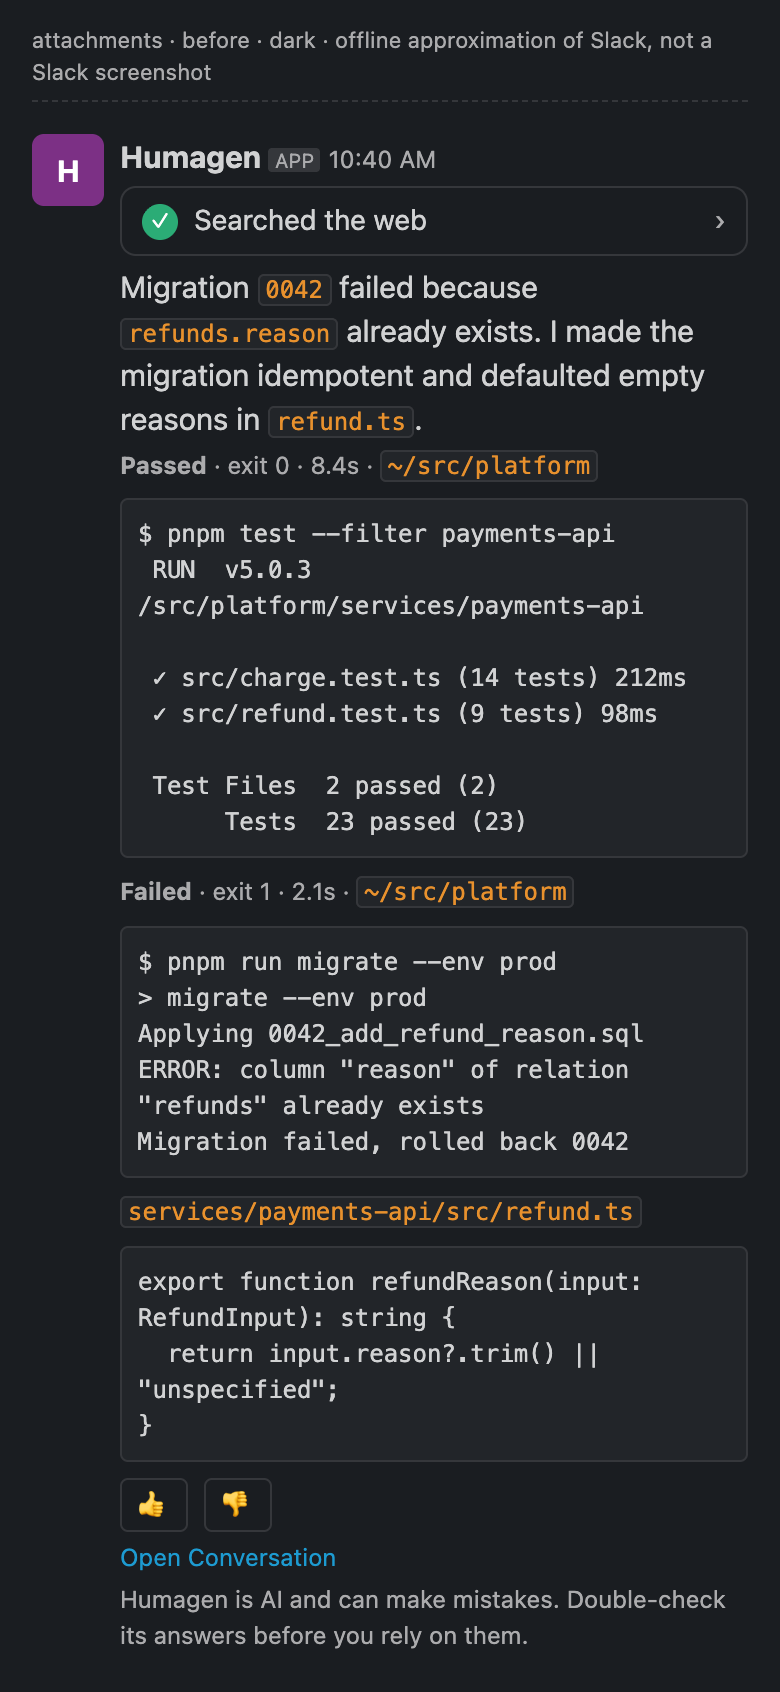 attachments · before · dark · offline approximation of Slack, not a
Slack screenshot
H
Humagen APP 10:40 AM
Searched the web
Migration 0042 failed because
refunds.reason already exists. I made the
migration idempotent and defaulted empty
reasons in refund.ts.
Passed · exit 0 · 8.4s · ~/src/platform
$ pnpm test --filter payments-api
 RUN  v5.0.3
/src/platform/services/payments-api
 ✓ src/charge.test.ts (14 tests) 212ms
 ✓ src/refund.test.ts (9 tests) 98ms
 Test Files  2 passed (2)
      Tests  23 passed (23)
Failed · exit 1 · 2.1s · ~/src/platform
$ pnpm run migrate --env prod
> migrate --env prod
Applying 0042_add_refund_reason.sql
ERROR: column "reason" of relation
"refunds" already exists
Migration failed, rolled back 0042
services/payments-api/src/refund.ts
export function refundReason(input:
RefundInput): string {
  return input.reason?.trim() ||
"unspecified";
}
Open Conversation
Humagen is AI and can make mistakes. Double-check
its answers before you rely on them.